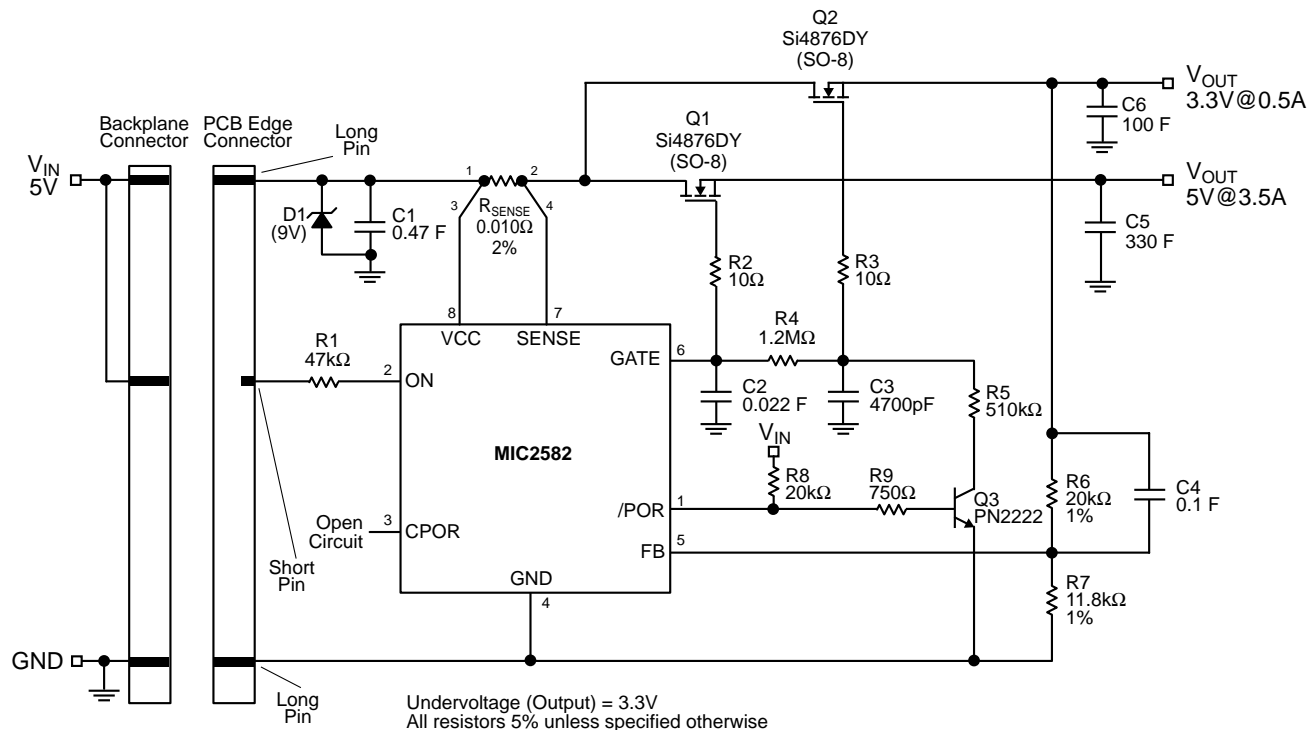 Q2
Si4876DY
(SO-8)
V_OUT
3.3V@0.5A
C6
100 F
Q1
Si4876DY
(SO-8)
Backplane
Connector
PCB Edge
Connector
Long
Pin
V_IN
5V
1
2
3
4
R_SENSE
0.010Ω
2%
D1
(9V)
C1
0.47 F
V_OUT
5V@3.5A
C5
330 F
R2
10Ω
R3
10Ω
R4
1.2MΩ
8
VCC
7
SENSE
GATE
6
R1
47kΩ
2
ON
C2
0.022 F
C3
4700pF
R5
510kΩ
V_IN
MIC2582
R8
20kΩ
R9
750Ω
/POR
1
Q3
PN2222
R6
20kΩ
1%
C4
0.1 F
Open
Circuit
3
CPOR
FB
5
Short
Pin
GND
4
R7
11.8kΩ
1%
GND
Long
Pin
Undervoltage (Output) = 3.3V
All resistors 5% unless specified otherwise